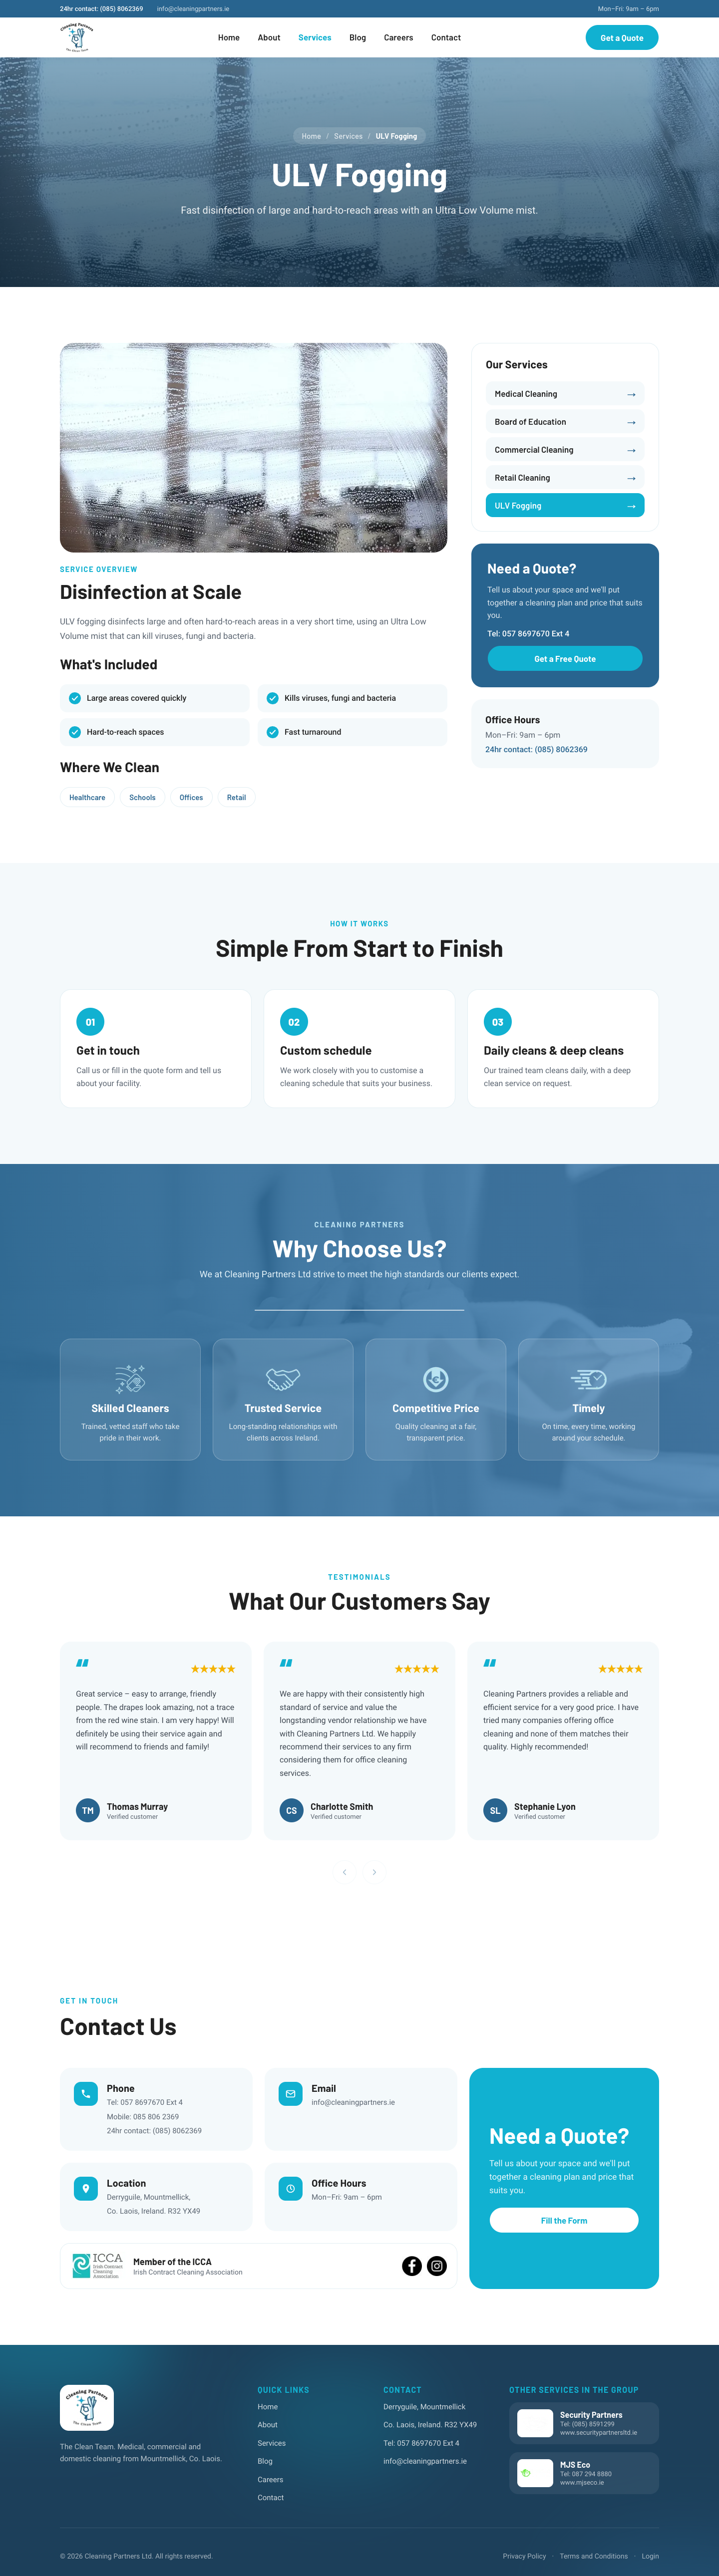 24hr contact: (085) 8062369 info@cleaningpartners.ie Mon–Fri: 9am – 6pm
Cleaning Partners
The Clean Team
Home About Services Blog Careers Contact
Get a Quote
Home / Services / ULV Fogging
ULV Fogging
Fast disinfection of large and hard-to-reach areas with an Ultra Low Volume mist.
SERVICE OVERVIEW
Disinfection at Scale
ULV fogging disinfects large and often hard-to-reach areas in a very short time, using an Ultra Low
Volume mist that can kill viruses, fungi and bacteria.
What's Included
Large areas covered quickly
Kills viruses, fungi and bacteria
Hard-to-reach spaces
Fast turnaround
Where We Clean
Healthcare Schools Offices Retail
Our Services
Medical Cleaning →
Board of Education →
Commercial Cleaning →
Retail Cleaning →
ULV Fogging →
Need a Quote?
Tell us about your space and we'll put
together a cleaning plan and price that suits
you.
Tel: 057 8697670 Ext 4
Get a Free Quote
Office Hours
Mon–Fri: 9am – 6pm
24hr contact: (085) 8062369
HOW IT WORKS
Simple From Start to Finish
01
Get in touch
Call us or fill in the quote form and tell us
about your facility.
02
Custom schedule
We work closely with you to customise a
cleaning schedule that suits your business.
03
Daily cleans & deep cleans
Our trained team cleans daily, with a deep
clean service on request.
CLEANING PARTNERS
Why Choose Us?
We at Cleaning Partners Ltd strive to meet the high standards our clients expect.
Skilled Cleaners
Trained, vetted staff who take
pride in their work.
Trusted Service
Long-standing relationships with
clients across Ireland.
Competitive Price
Quality cleaning at a fair,
transparent price.
Timely
On time, every time, working
around your schedule.
TESTIMONIALS
What Our Customers Say
" ★★★★★
Great service – easy to arrange, friendly
people. The drapes look amazing, not a trace
from the red wine stain. I am very happy! Will
definitely be using their service again and
will recommend to friends and family!
TM
Thomas Murray
Verified customer
" ★★★★★
We are happy with their consistently high
standard of service and value the
longstanding vendor relationship we have
with Cleaning Partners Ltd. We happily
recommend their services to any firm
considering them for office cleaning
services.
CS
Charlotte Smith
Verified customer
" ★★★★★
Cleaning Partners provides a reliable and
efficient service for a very good price. I have
tried many companies offering office
cleaning and none of them matches their
quality. Highly recommended!
SL
Stephanie Lyon
Verified customer
GET IN TOUCH
Contact Us
Phone
Tel: 057 8697670 Ext 4
Mobile: 085 806 2369
24hr contact: (085) 8062369
Email
info@cleaningpartners.ie
Location
Derryguile, Mountmellick,
Co. Laois, Ireland. R32 YX49
Office Hours
Mon–Fri: 9am – 6pm
ICCA
Irish Contract
Cleaning
Association
Member of the ICCA
Irish Contract Cleaning Association
Need a Quote?
Tell us about your space and we'll put
together a cleaning plan and price that
suits you.
Fill the Form
Cleaning Partners
The Clean Team
The Clean Team. Medical, commercial and
domestic cleaning from Mountmellick, Co. Laois.
QUICK LINKS
Home
About
Services
Blog
Careers
Contact
CONTACT
Derryguile, Mountmellick
Co. Laois, Ireland. R32 YX49
Tel: 057 8697670 Ext 4
info@cleaningpartners.ie
OTHER SERVICES IN THE GROUP
Security Partners
Tel: (085) 8591299
www.securitypartnersltd.ie
MJS Eco
Tel: 087 294 8880
www.mjseco.ie
© 2026 Cleaning Partners Ltd. All rights reserved.
Privacy Policy · Terms and Conditions · Login